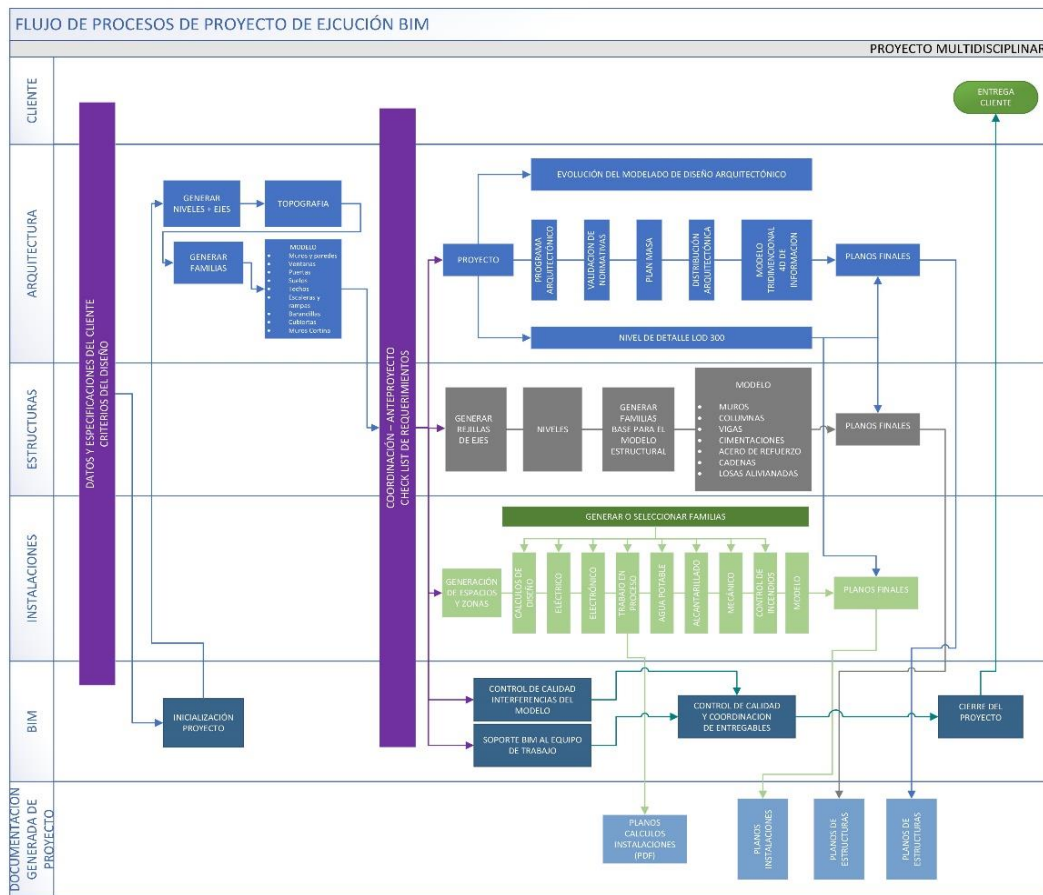 FLUJO DE PROCESOS DE PROYECTO DE EJCUCIÓN BIM
PROYECTO MULTIDISCIPLINAR
CLIENTE
ENTREGA
CLIENTE
DATOS Y ESPECIFICACIONES DEL CLIENTE
CRITERIOS DEL DISEÑO
COORDINACIÓN – ANTEPROYECTO
CHECK LIST DE REQUERIMIENTOS
ARQUITECTURA
GENERAR
NIVELES + EJES
TOPOGRAFIA
GENERAR
FAMILIAS
MODELO
• Muros y paredes
• Ventanas
• Puertas
• Suelos
• Techos
• Escaleras y
rampas
• Barandillas
• Cubiertas
• Muros Cortina
EVOLUCIÓN DEL MODELADO DE DISEÑO ARQUITECTÓNICO
PROYECTO
PROGRAMA
ARQUITECTÓNICO
VALIDACION DE
NORMATIVAS
PLAN MASA
DISTRIBUCIÓN
ARQUITECTÓNICA
MODELO
TRIDIMENCIONAL
4D DE
INFORMACION
PLANOS FINALES
NIVEL DE DETALLE LOD 300
ESTRUCTURAS
GENERAR
REJILLAS
DE EJES
NIVELES
GENERAR
FAMILIAS
BASE PARA EL
MODELO
ESTRUCTURAL
MODELO
• MUROS
• COLUMNAS
• VIGAS
• CIMENTACIONES
• ACERO DE REFUERZO
• CADENAS
• LOSAS ALIVIANADAS
PLANOS FINALES
INSTALACIONES
GENERAR O SELECCIONAR FAMILIAS
GENERACIÓN
DE ESPACIOS
Y ZONAS
CALCULOS DE
DISEÑO
ELÉCTRICO
ELECTRÓNICO
TRABAJO EN
PROCESO
AGUA POTABLE
ALCANTARILLADO
MECÁNICO
CONTROL DE
INCENDIOS
MODELO
PLANOS FINALES
BIM
INICIALIZACIÓN
PROYECTO
CONTROL DE CALIDAD
INTERFERENCIAS DEL
MODELO
SOPORTE BIM AL EQUIPO
DE TRABAJO
CONTROL DE CALIDAD
Y COORDINACION
DE ENTREGABLES
CIERRE DEL
PROYECTO
DOCUMENTACION
GENERADA DE
PROYECTO
PLANOS
CALCULOS
INSTALACIONES
(PDF)
PLANOS
INSTALACIONES
PLANOS DE
ESTRUCTURAS
PLANOS DE
ESTRUCTURAS